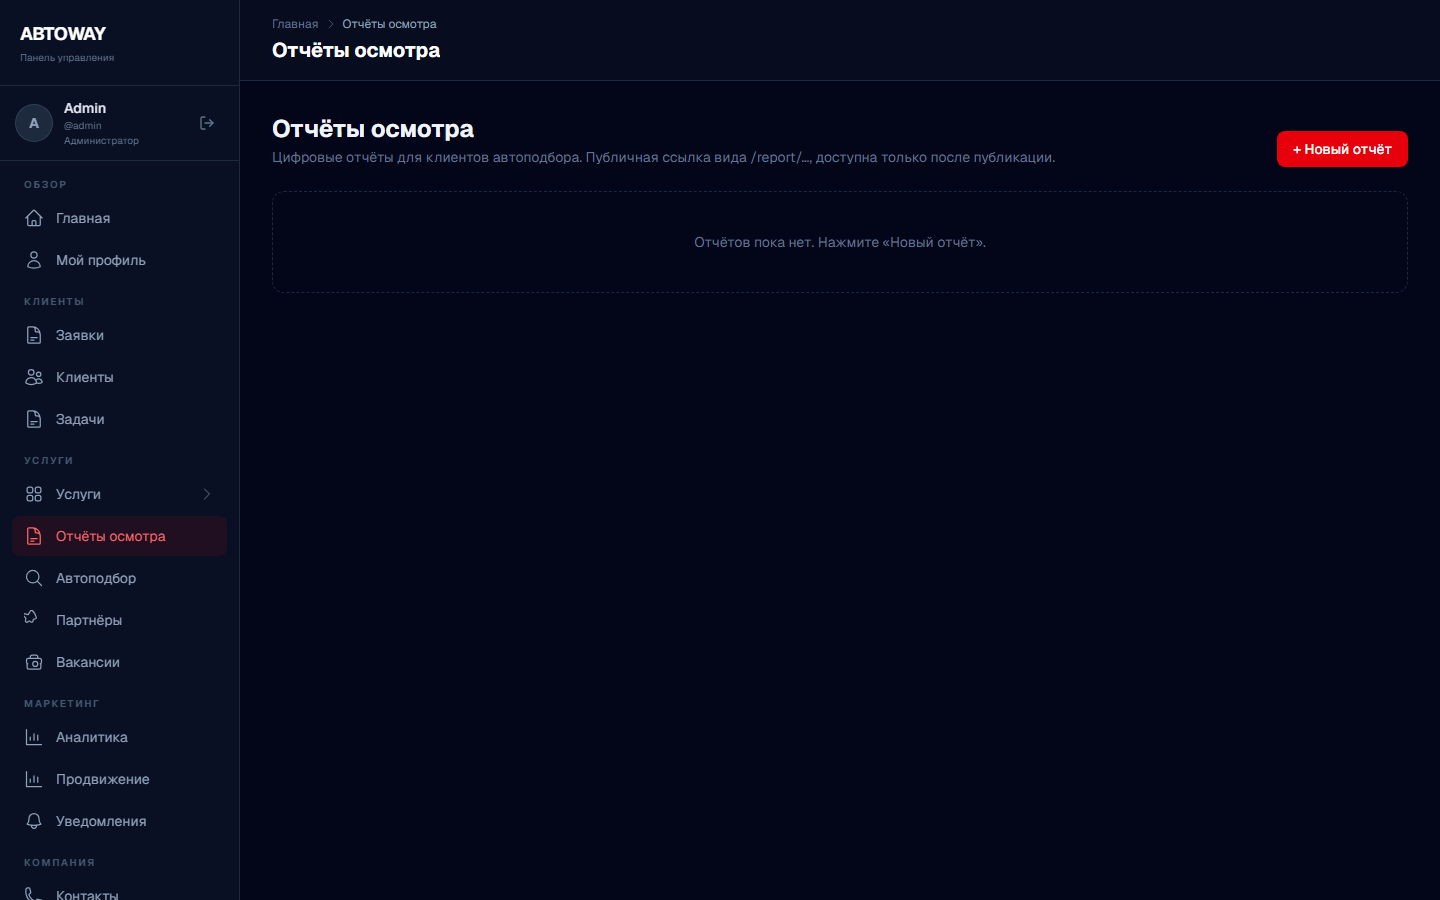 АВТОWAY
Панель управления
A
Admin
@admin
Администратор
ОБЗОР
Главная
Мой профиль
КЛИЕНТЫ
Заявки
Клиенты
Задачи
УСЛУГИ
Услуги
Отчёты осмотра
Автоподбор
Партнёры
Вакансии
МАРКЕТИНГ
Аналитика
Продвижение
Уведомления
КОМПАНИЯ
Контакты
Главная > Отчёты осмотра
Отчёты осмотра
Отчёты осмотра
Цифровые отчёты для клиентов автоподбора. Публичная ссылка вида /report/…, доступна только после публикации.
+ Новый отчёт
Отчётов пока нет. Нажмите «Новый отчёт».